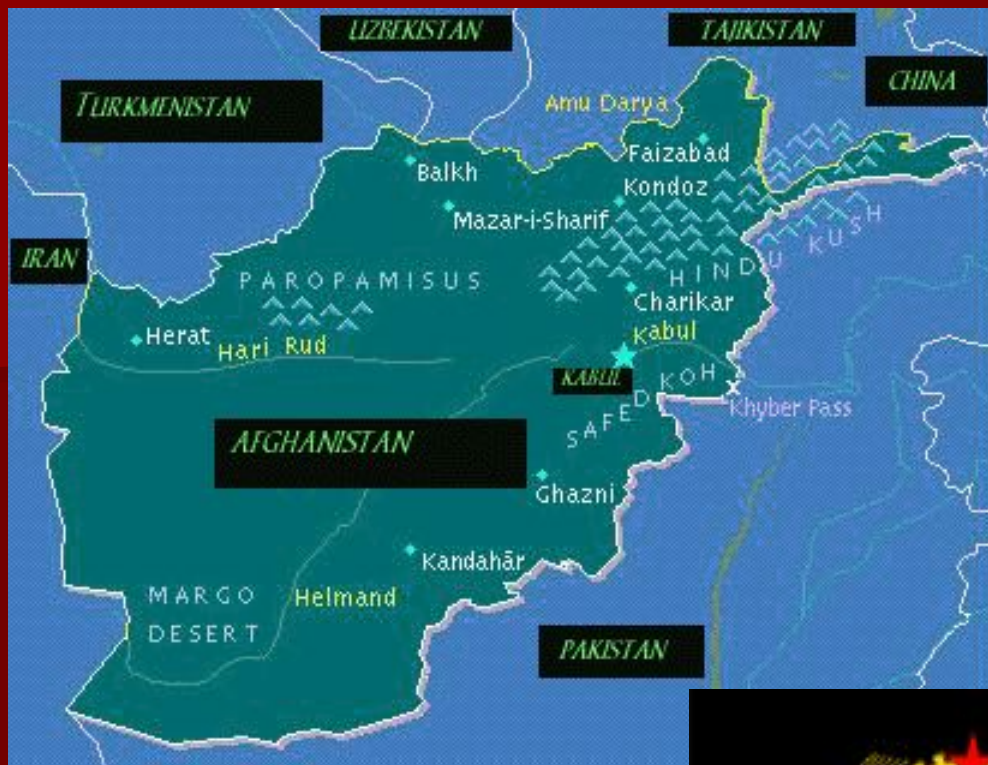 UZBEKISTAN
TAJIKISTAN
CHINA
TURKMENISTAN
Amu Darya
Faizabad
Balkh
Kondoz
Mazar-i-Sharif
HINDU KUSH
IRAN
PAROPAMISUS
Charikar
Herat
Hari Rud
Kabul
KABUL
SAFED KOH
Khyber Pass
AFGHANISTAN
Ghazni
Kandahār
MARGO
DESERT
Helmand
PAKISTAN